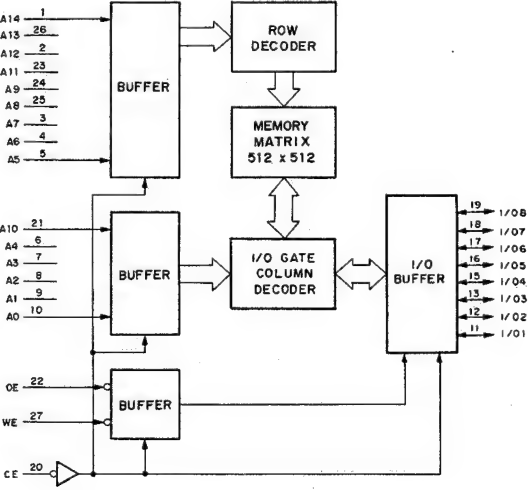 A14 1
A13 26
A12 2
A11 23
A9 24
A8 25
A7 3
A6 4
A5 5
BUFFER
ROW
DECODER
MEMORY
MATRIX
512 x 512
A10 21
A4 6
A3 7
A2 8
A1 9
A0 10
BUFFER
I/O GATE
COLUMN
DECODER
I/O
BUFFER
19 I/O8
18 I/O7
17 I/O6
16 I/O5
15 I/O4
13 I/O3
12 I/O2
11 I/O1
OE 22
WE 27
BUFFER
CE 20